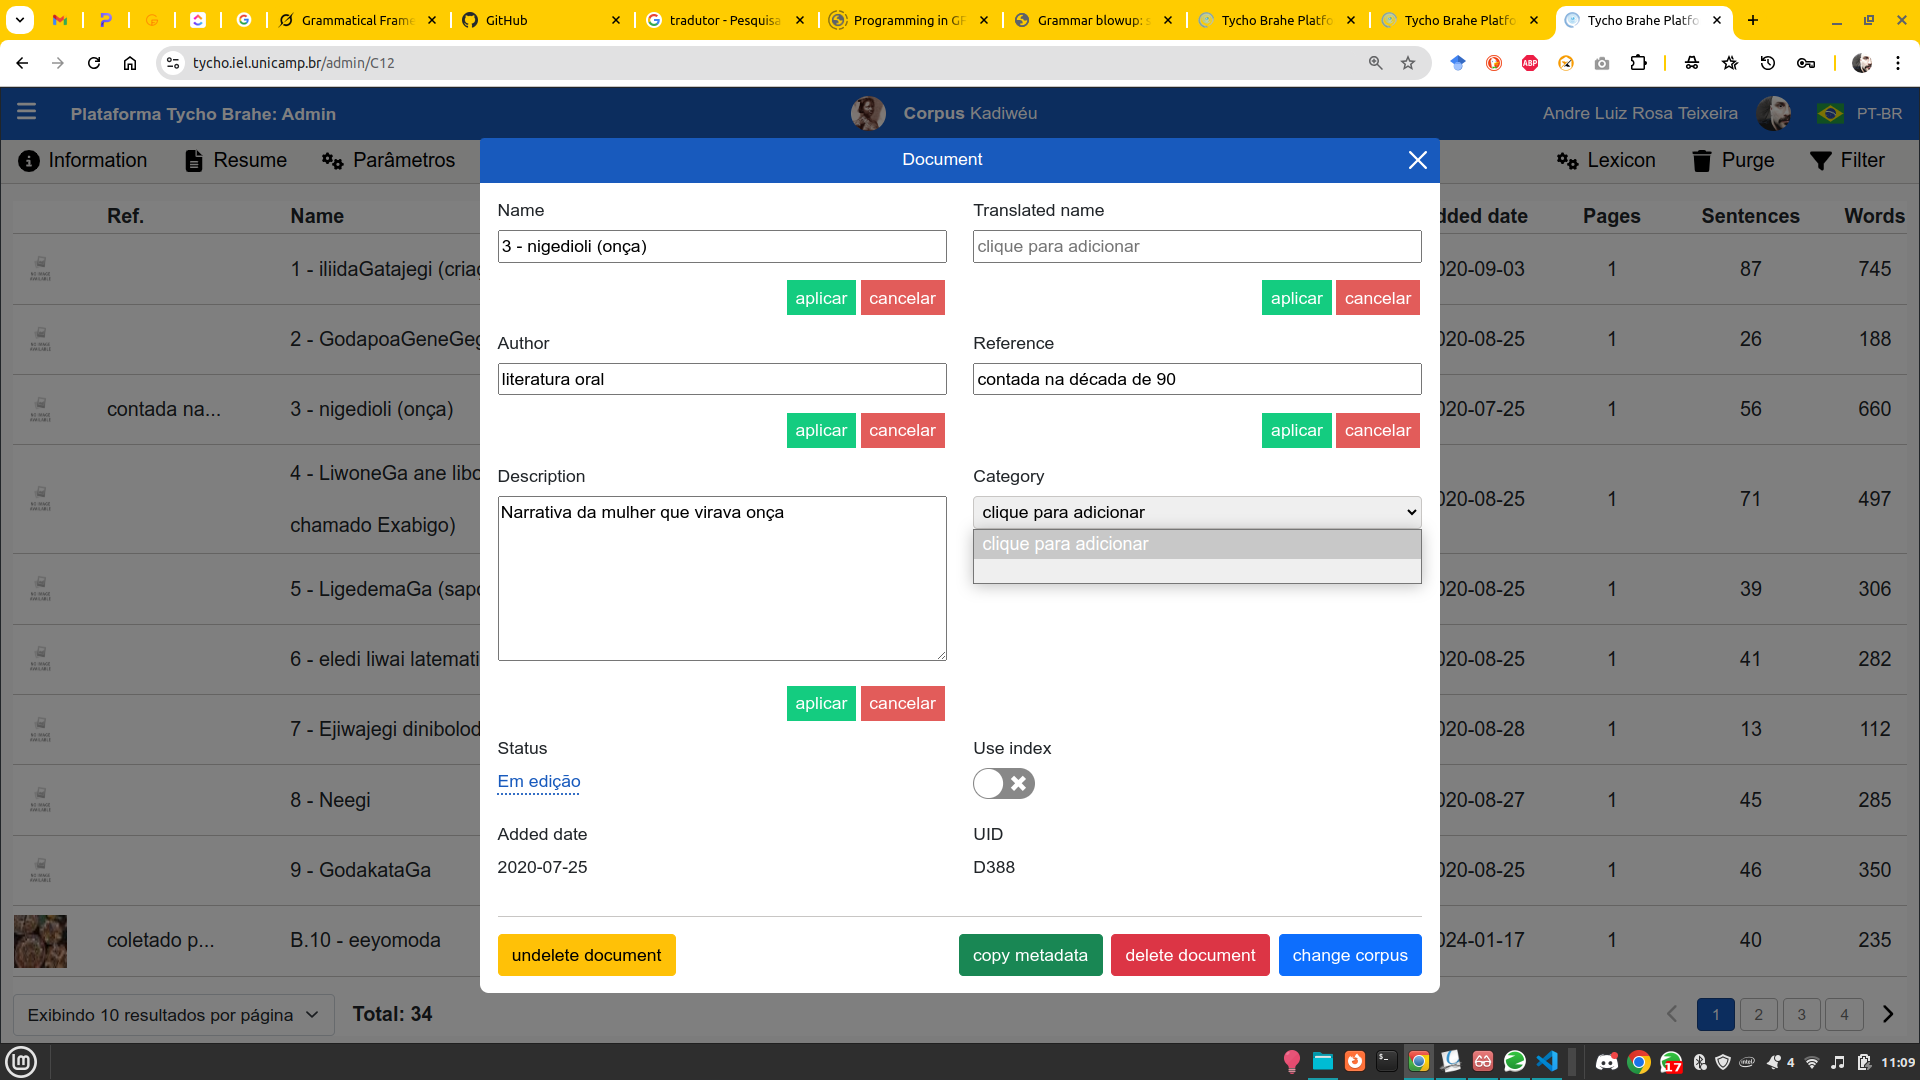 Grammatical Frame
GitHub
tradutor - Pesquisa
Programming in GF
Grammar blowup: s
Tycho Brahe Platfo
Tycho Brahe Platfo
Tycho Brahe Platfo
tycho.iel.unicamp.br/admin/C12
Plataforma Tycho Brahe: Admin
Corpus Kadiwéu
Andre Luiz Rosa Teixeira
PT-BR
Information
Resume
Parâmetros
Lexicon
Purge
Filter
Document
Ref.
Name
dded date
Pages
Sentences
Words
1 - iliidaGatajegi (criaç
020-09-03 1 87 745
2 - GodapoaGeneGeg
020-08-25 1 26 188
contada na... 3 - nigedioli (onça)
020-07-25 1 56 660
4 - LiwoneGa ane libo
chamado Exabigo)
020-08-25 1 71 497
5 - LigedemaGa (sapo
020-08-25 1 39 306
6 - eledi liwai latemati
020-08-25 1 41 282
7 - Ejiwajegi dinibolod
020-08-28 1 13 112
8 - Neegi
020-08-27 1 45 285
9 - GodakataGa
020-08-25 1 46 350
coletado p... B.10 - eeyomoda
024-01-17 1 40 235
Name
3 - nigedioli (onça)
aplicar cancelar
Translated name
clique para adicionar
aplicar cancelar
Author
literatura oral
aplicar cancelar
Reference
contada na década de 90
aplicar cancelar
Description
Narrativa da mulher que virava onça
aplicar cancelar
Category
clique para adicionar
clique para adicionar
Status
Em edição
Use index
Added date
2020-07-25
UID
D388
undelete document
copy metadata
delete document
change corpus
Exibindo 10 resultados por página
Total: 34
1 2 3 4
17
4
11:09